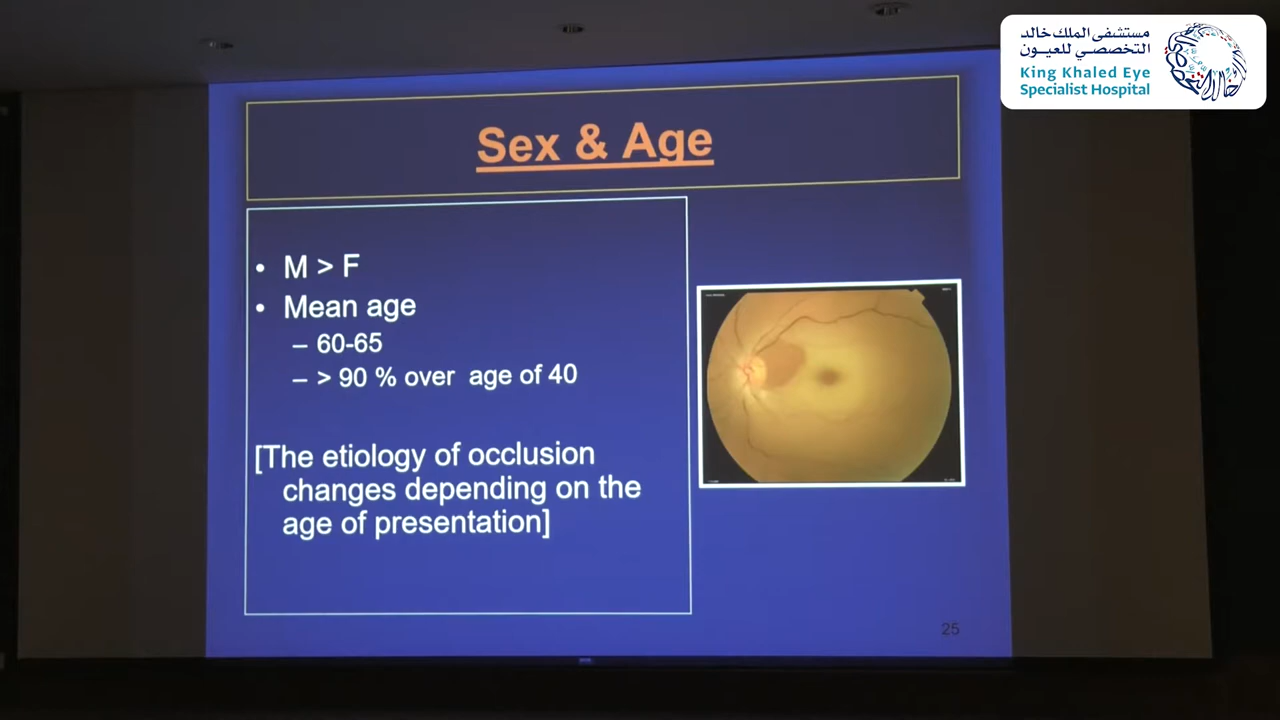 مستشفى الملك خالد
التخصصي للعيون
King Khaled Eye
Specialist Hospital
Sex & Age
• M > F
• Mean age
– 60-65
– > 90 % over age of 40
[The etiology of occlusion
changes depending on the
age of presentation]
25